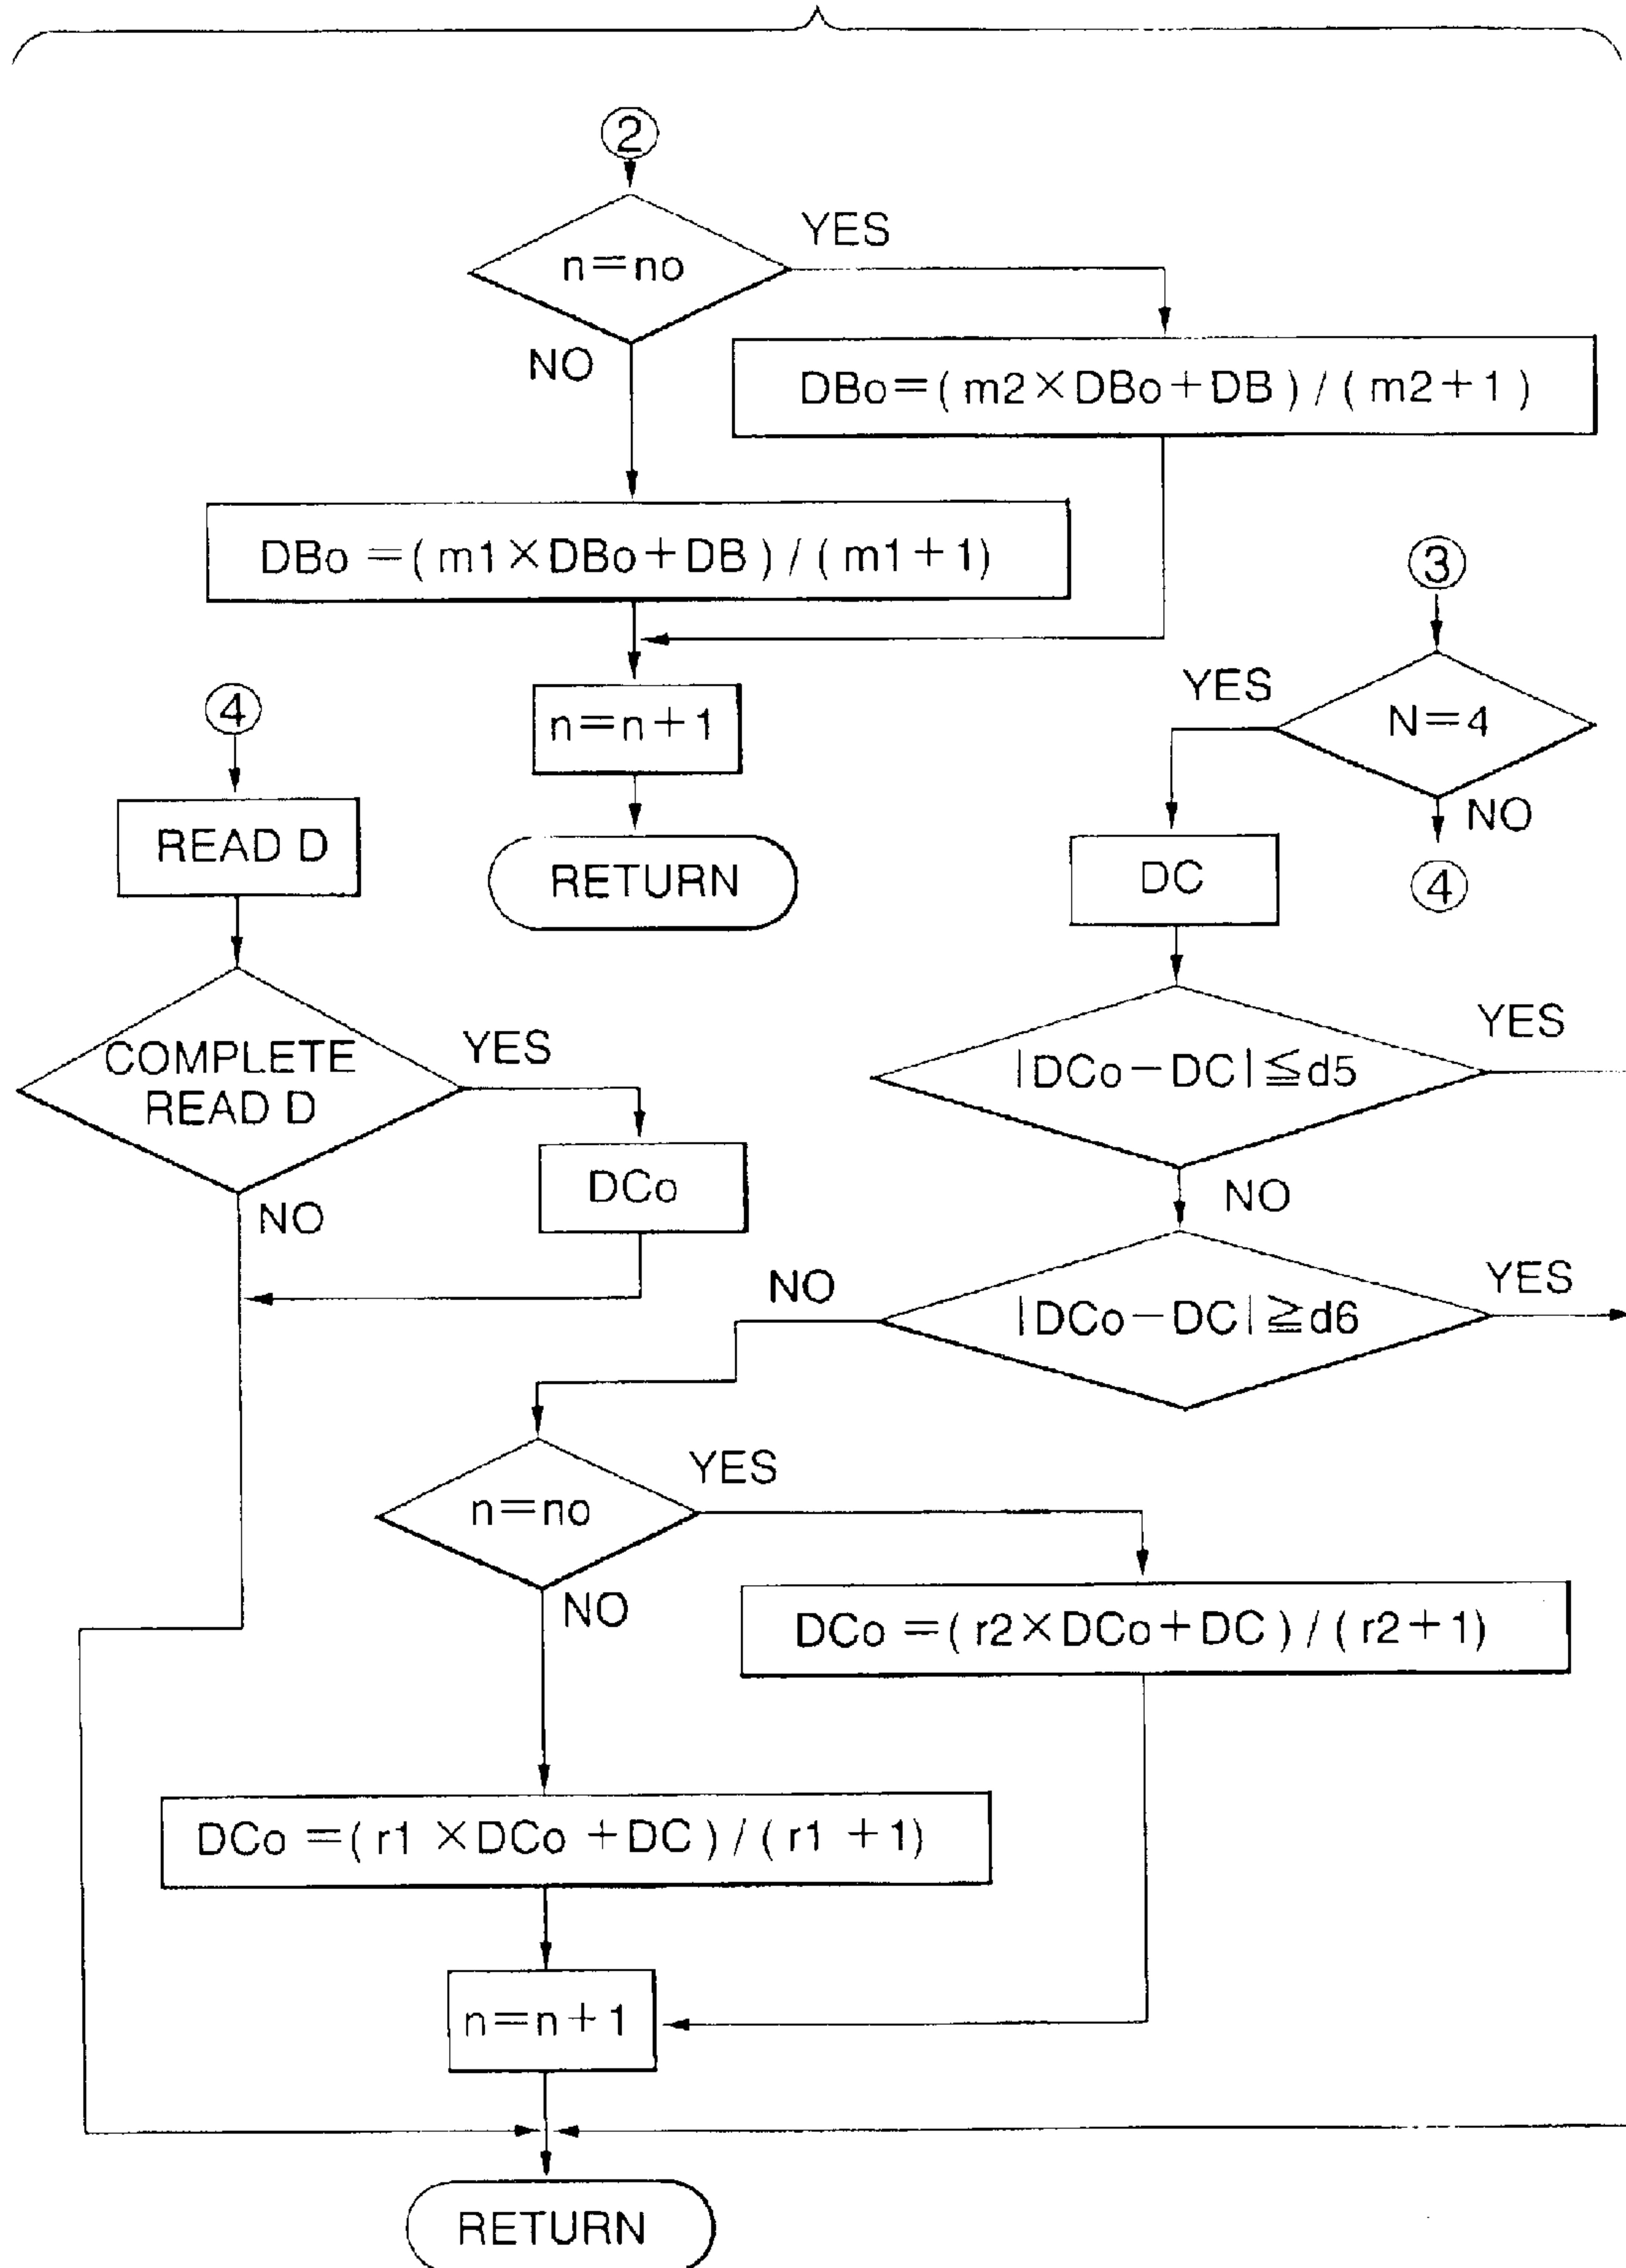 ②
n=no
YES
NO
DBo=(m2×DBo+DB)/(m2+1)
DBo=(m1×DBo+DB)/(m1+1)
n=n+1
RETURN
③
N=4
YES
NO
④
DC
|DCo-DC|≦d5
YES
NO
|DCo-DC|≧d6
YES
NO
④
READ D
COMPLETE
READ D
YES
NO
DCo
n=no
YES
NO
DCo=(r2×DCo+DC)/(r2+1)
DCo=(r1×DCo+DC)/(r1+1)
n=n+1
RETURN